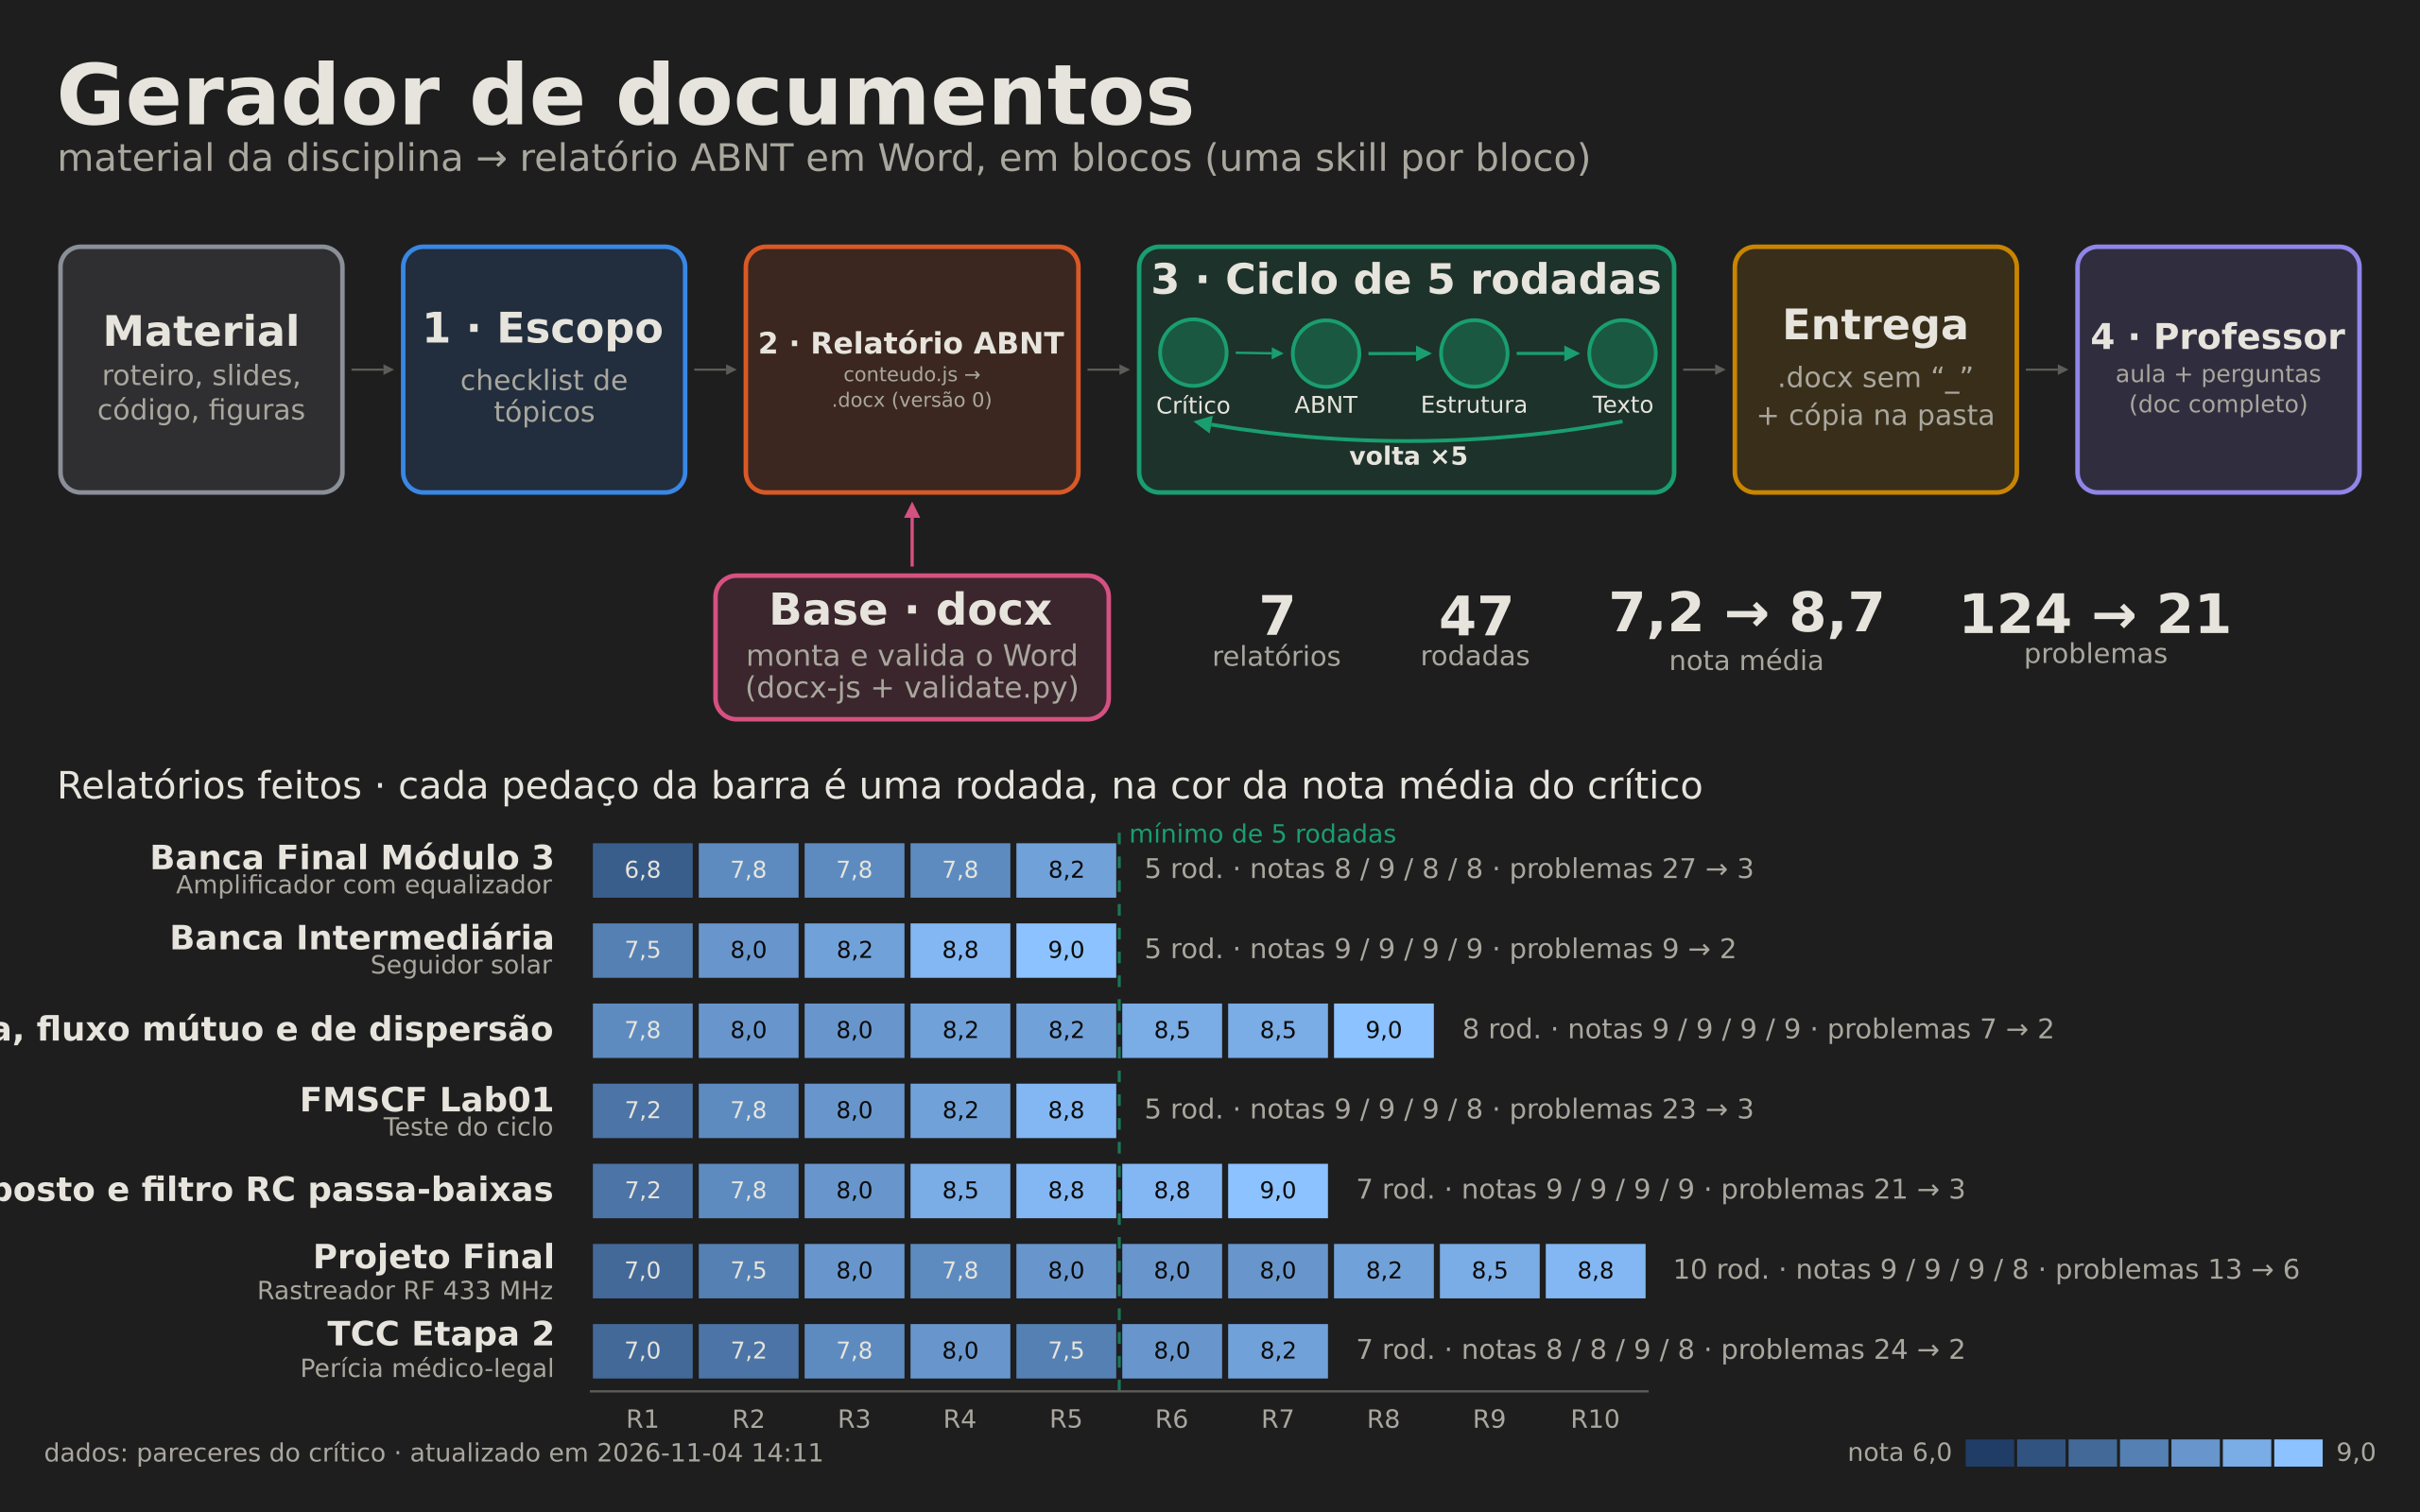 Gerador de documentos
material da disciplina → relatório ABNT em Word, em blocos (uma skill por bloco)
Material
roteiro, slides,
código, figuras
1 · Escopo
checklist de
tópicos
2 · Relatório ABNT
conteudo.js →
.docx (versão 0)
3 · Ciclo de 5 rodadas
Crítico
ABNT
Estrutura
Texto
volta ×5
Entrega
.docx sem “_”
+ cópia na pasta
4 · Professor
aula + perguntas
(doc completo)
Base · docx
monta e valida o Word
(docx-js + validate.py)
7
relatórios
47
rodadas
7,2 → 8,7
nota média
124 → 21
problemas
Relatórios feitos · cada pedaço da barra é uma rodada, na cor da nota média do crítico
mínimo de 5 rodadas
Banca Final Módulo 3
Amplificador com equalizador
6,8 7,8 7,8 7,8 8,2
5 rod. · notas 8 / 9 / 8 / 8 · problemas 27 → 3
Banca Intermediária
Seguidor solar
7,5 8,0 8,2 8,8 9,0
5 rod. · notas 9 / 9 / 9 / 9 · problemas 9 → 2
a, fluxo mútuo e de dispersão
7,8 8,0 8,0 8,2 8,2 8,5 8,5 9,0
8 rod. · notas 9 / 9 / 9 / 9 · problemas 7 → 2
FMSCF Lab01
Teste do ciclo
7,2 7,8 8,0 8,2 8,8
5 rod. · notas 9 / 9 / 9 / 8 · problemas 23 → 3
posto e filtro RC passa-baixas
7,2 7,8 8,0 8,5 8,8 8,8 9,0
7 rod. · notas 9 / 9 / 9 / 9 · problemas 21 → 3
Projeto Final
Rastreador RF 433 MHz
7,0 7,5 8,0 7,8 8,0 8,0 8,0 8,2 8,5 8,8
10 rod. · notas 9 / 9 / 9 / 8 · problemas 13 → 6
TCC Etapa 2
Perícia médico-legal
7,0 7,2 7,8 8,0 7,5 8,0 8,2
7 rod. · notas 8 / 8 / 9 / 8 · problemas 24 → 2
R1 R2 R3 R4 R5 R6 R7 R8 R9 R10
dados: pareceres do crítico · atualizado em 2026-11-04 14:11
nota 6,0
9,0